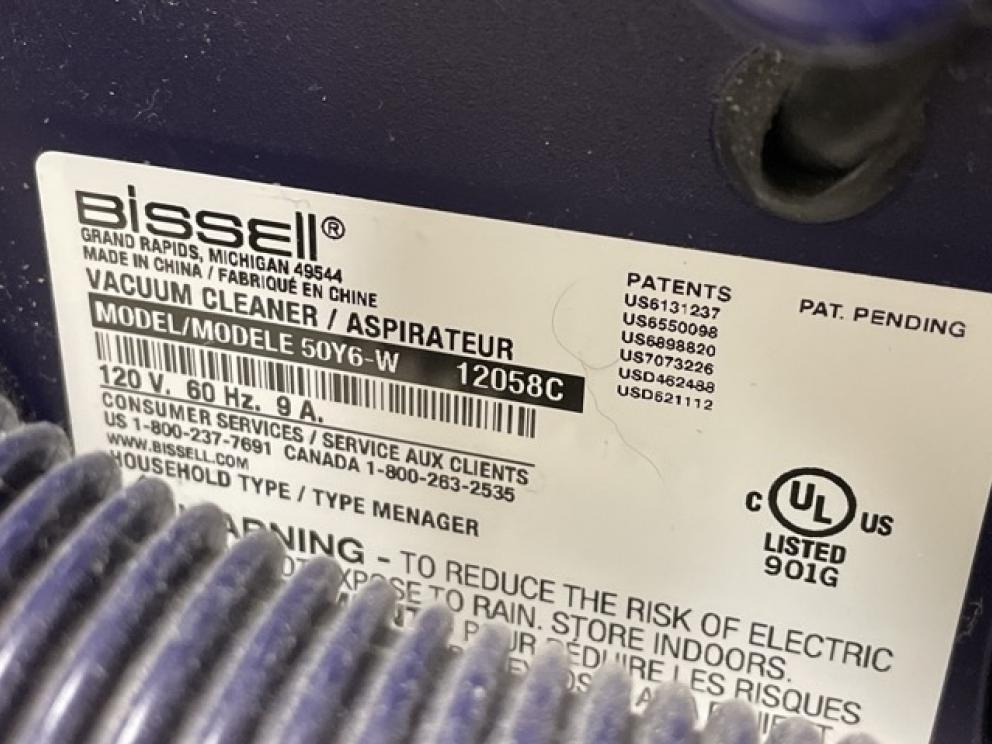 BISSEll®
GRAND RAPIDS, MICHIGAN 49544
MADE IN CHINA / FABRIQUÉ EN CHINE
VACUUM CLEANER / ASPIRATEUR
MODEL/MODELE 50Y6-W 12058C
120 V. 60 Hz. 9 A.
CONSUMER SERVICES / SERVICE AUX CLIENTS
US 1-800-237-7691 CANADA 1-800-263-2535
WWW.BISSELL.COM
HOUSEHOLD TYPE / TYPE MENAGER
PATENTS
US6131237
US6550098
US6898820
US7073226
USD462488
USD621112
PAT. PENDING
C UL US
LISTED
901G
WARNING - TO REDUCE THE RISK OF ELECTRIC
EXPOSE TO RAIN. STORE INDOORS.
POUR RÉDUIRE LES RISQUES